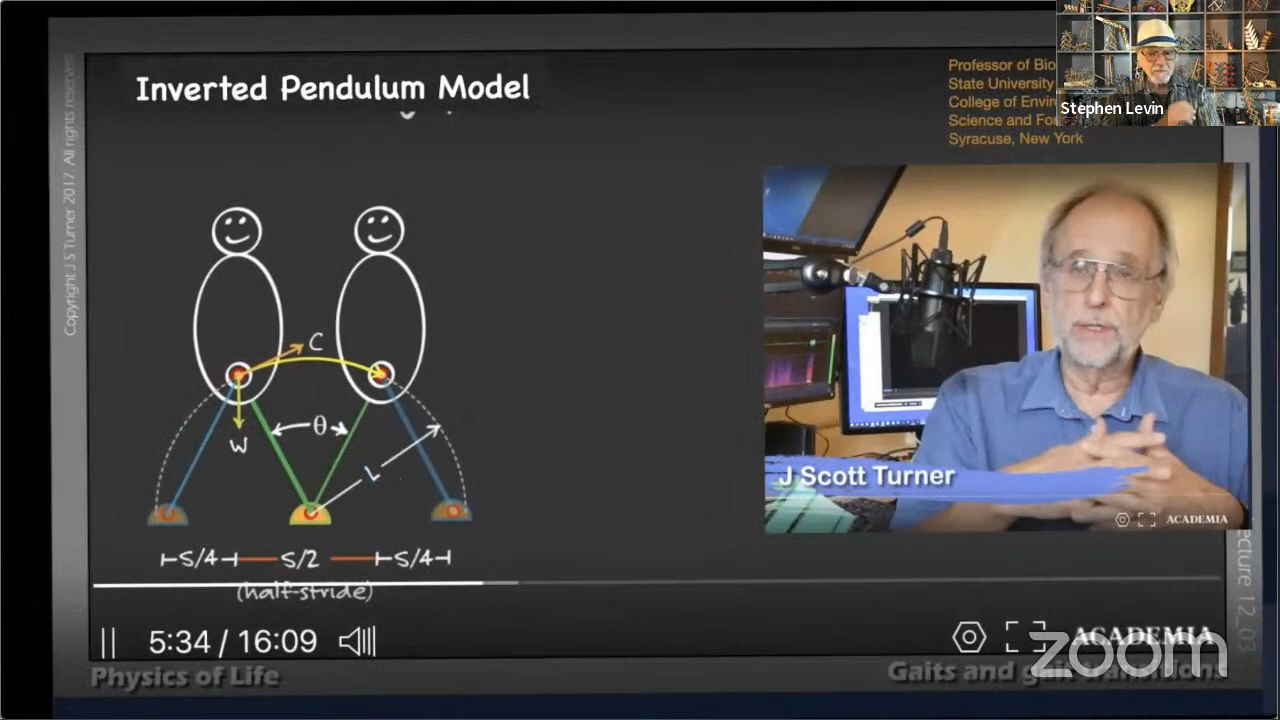 Inverted Pendulum Model
Professor of Bio
State University
College of Envir
Science and For
Syracuse, New York
Stephen Levin
Copyright J S Turner 2017. All rights reserved
C
W
θ
L
S/4
S/2
S/4
(half-stride)
J Scott Turner
ACADEMIA
5:34 / 16:09
ACADEMIA
zoom
Physics of Life
Gaits and gait transitions
ecture 12_03